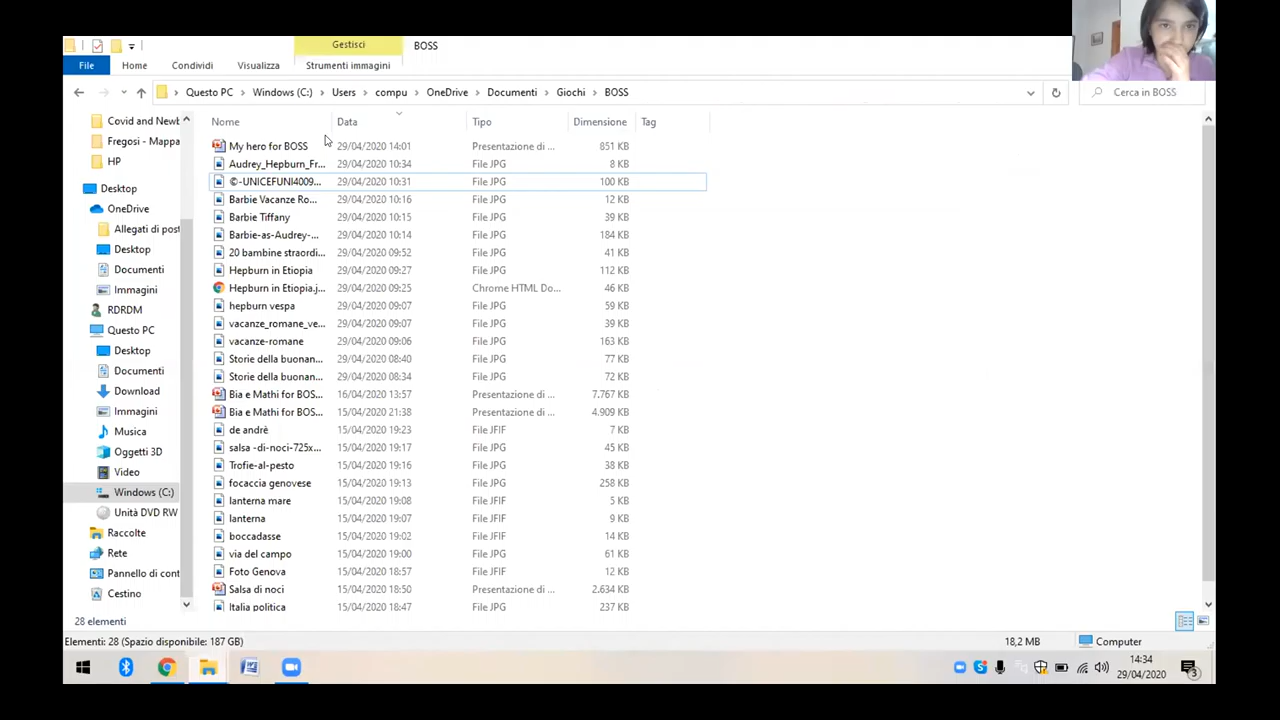 Gestisci BOSS
File Home Condividi Visualizza Strumenti immagini
Questo PC > Windows (C:) > Users > compu > OneDrive > Documenti > Giochi > BOSS Cerca in BOSS
Covid and Newb
Fregosi - Mappa
HP
Desktop
OneDrive
Allegati di post
Desktop
Documenti
Immagini
RDRDM
Questo PC
Desktop
Documenti
Download
Immagini
Musica
Oggetti 3D
Video
Windows (C:)
Unità DVD RW
Raccolte
Rete
Pannello di cont
Cestino
Nome Data Tipo Dimensione Tag
My hero for BOSS 29/04/2020 14:01 Presentazione di ... 851 KB
Audrey_Hepburn_Fr... 29/04/2020 10:34 File JPG 8 KB
©-UNICEFUNI4009... 29/04/2020 10:31 File JPG 100 KB
Barbie Vacanze Ro... 29/04/2020 10:16 File JPG 12 KB
Barbie Tiffany 29/04/2020 10:15 File JPG 39 KB
Barbie-as-Audrey-... 29/04/2020 10:14 File JPG 184 KB
20 bambine straordi... 29/04/2020 09:52 File JPG 41 KB
Hepburn in Etiopia 29/04/2020 09:27 File JPG 112 KB
Hepburn in Etiopia.j... 29/04/2020 09:25 Chrome HTML Do... 46 KB
hepburn vespa 29/04/2020 09:07 File JPG 59 KB
vacanze_romane_ve... 29/04/2020 09:07 File JPG 39 KB
vacanze-romane 29/04/2020 09:06 File JPG 163 KB
Storie della buonan... 29/04/2020 08:40 File JPG 77 KB
Storie della buonan... 29/04/2020 08:34 File JPG 72 KB
Bia e Mathi for BOS... 16/04/2020 13:57 Presentazione di ... 7.767 KB
Bia e Mathi for BOS... 15/04/2020 21:38 Presentazione di ... 4.909 KB
de andrè 15/04/2020 19:23 File JFIF 7 KB
salsa -di-noci-725x... 15/04/2020 19:17 File JPG 45 KB
Trofie-al-pesto 15/04/2020 19:16 File JPG 38 KB
focaccia genovese 15/04/2020 19:13 File JPG 258 KB
lanterna mare 15/04/2020 19:08 File JFIF 5 KB
lanterna 15/04/2020 19:07 File JFIF 9 KB
boccadasse 15/04/2020 19:02 File JFIF 14 KB
via del campo 15/04/2020 19:00 File JPG 61 KB
Foto Genova 15/04/2020 18:57 File JFIF 12 KB
Salsa di noci 15/04/2020 18:50 Presentazione di ... 2.634 KB
Italia politica 15/04/2020 18:47 File JPG 237 KB
28 elementi
Elementi: 28 (Spazio disponibile: 187 GB) 18,2 MB Computer
14:34
29/04/2020
3